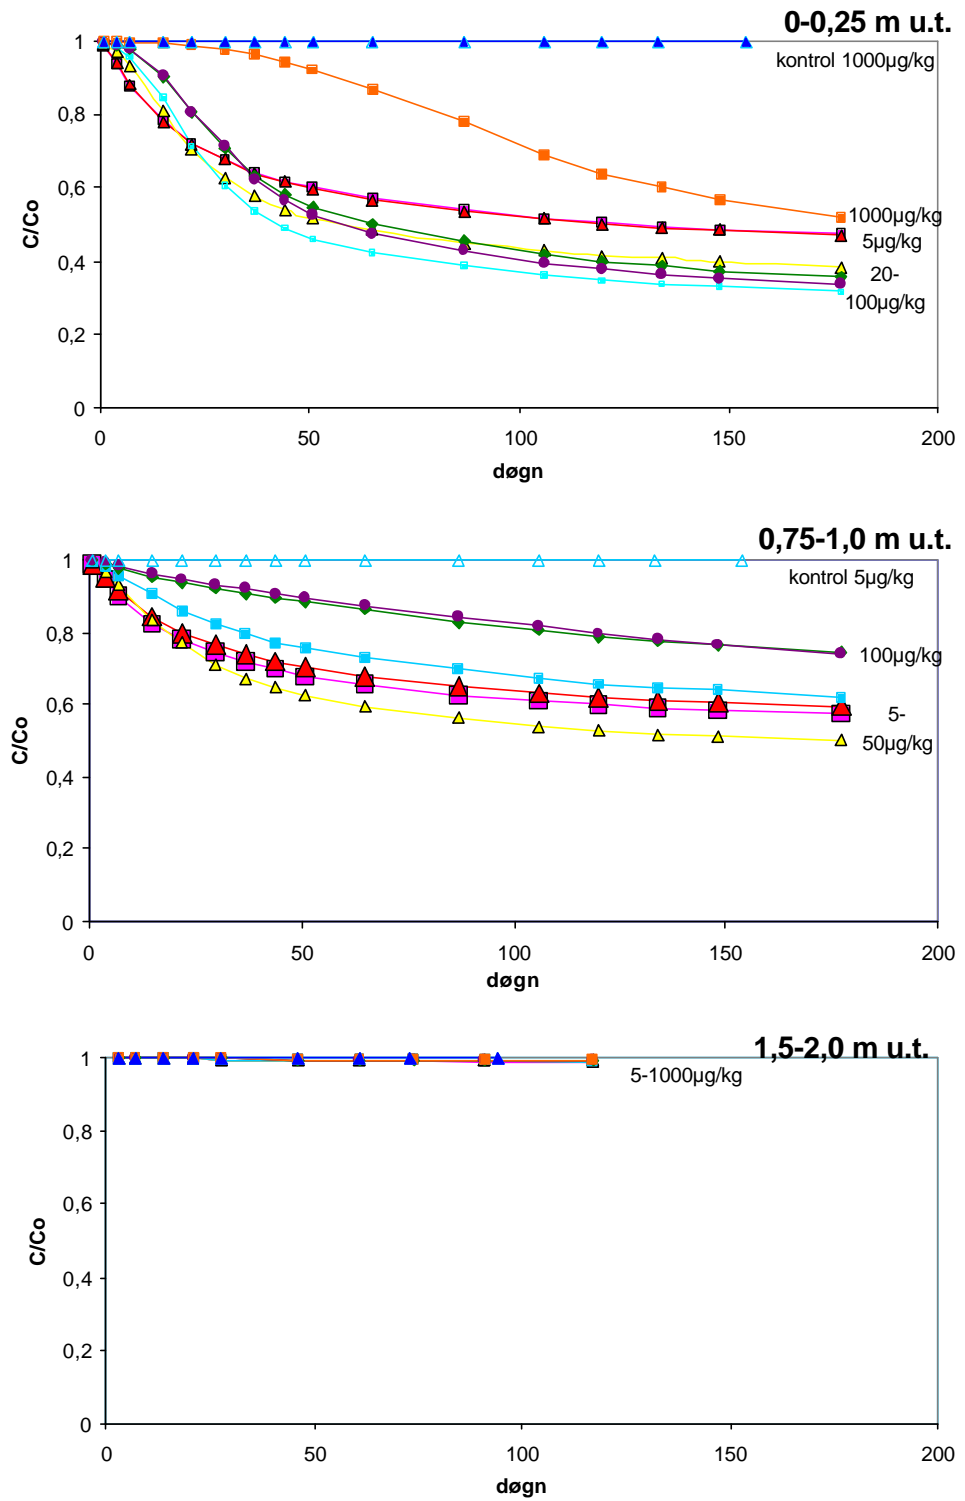 0-0,25 m u.t.
1
kontrol 1000µg/kg
0,8
0,6
1000µg/kg
C/Co
5µg/kg
0,4
20-
100µg/kg
0,2
0
0
50
100
150
200
døgn
0,75-1,0 m u.t.
1
kontrol 5µg/kg
0,8
100µg/kg
0,6
5-
C/Co
50µg/kg
0,4
0,2
0
0
50
100
150
200
døgn
1,5-2,0 m u.t.
1
5-1000µg/kg
0,8
0,6
C/Co
0,4
0,2
0
0
50
100
150
200
døgn